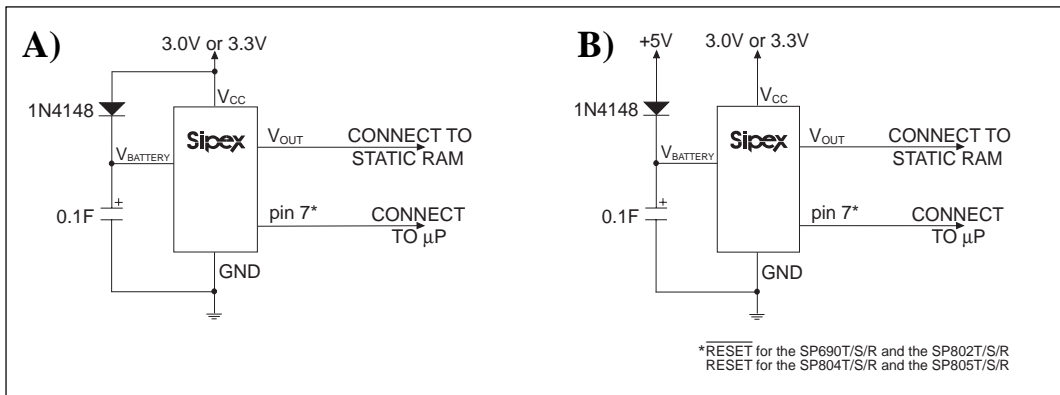 A)
3.0V or 3.3V
1N4148
VCC
Sipex
VOUT
CONNECT TO
STATIC RAM
VBATTERY
+
0.1F
pin 7*
CONNECT
TO µP
GND
B)
+5V
3.0V or 3.3V
1N4148
VCC
Sipex
VOUT
CONNECT TO
STATIC RAM
VBATTERY
+
0.1F
pin 7*
CONNECT
TO µP
GND
*RESET for the SP690T/S/R and the SP802T/S/R
RESET for the SP804T/S/R and the SP805T/S/R